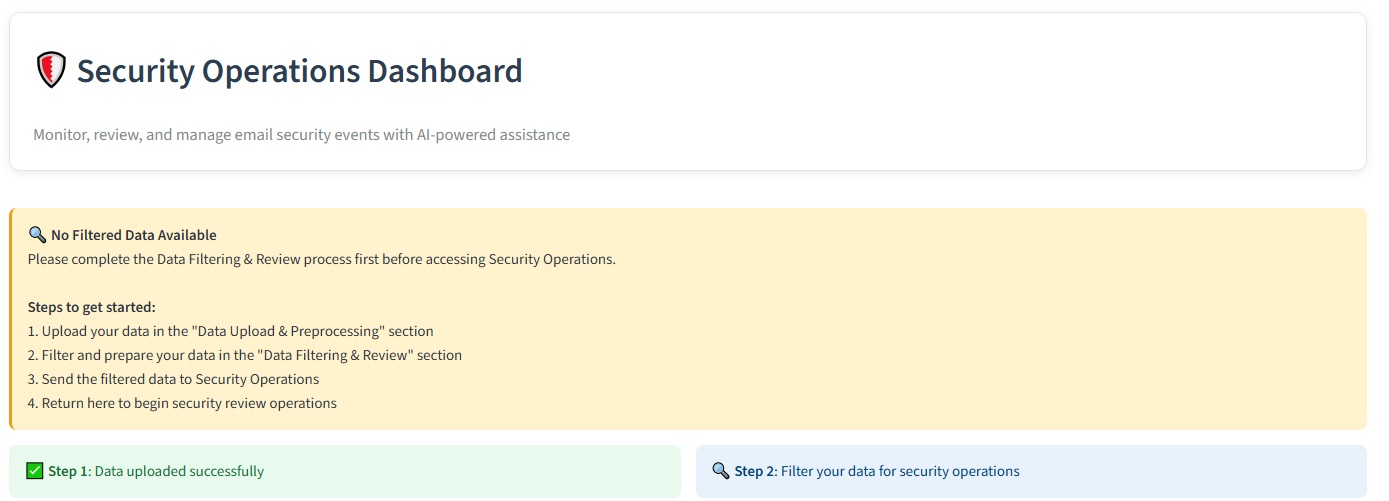 Security Operations Dashboard
Monitor, review, and manage email security events with AI-powered assistance
No Filtered Data Available
Please complete the Data Filtering & Review process first before accessing Security Operations.
Steps to get started:
1. Upload your data in the "Data Upload & Preprocessing" section
2. Filter and prepare your data in the "Data Filtering & Review" section
3. Send the filtered data to Security Operations
4. Return here to begin security review operations
Step 1: Data uploaded successfully
Step 2: Filter your data for security operations